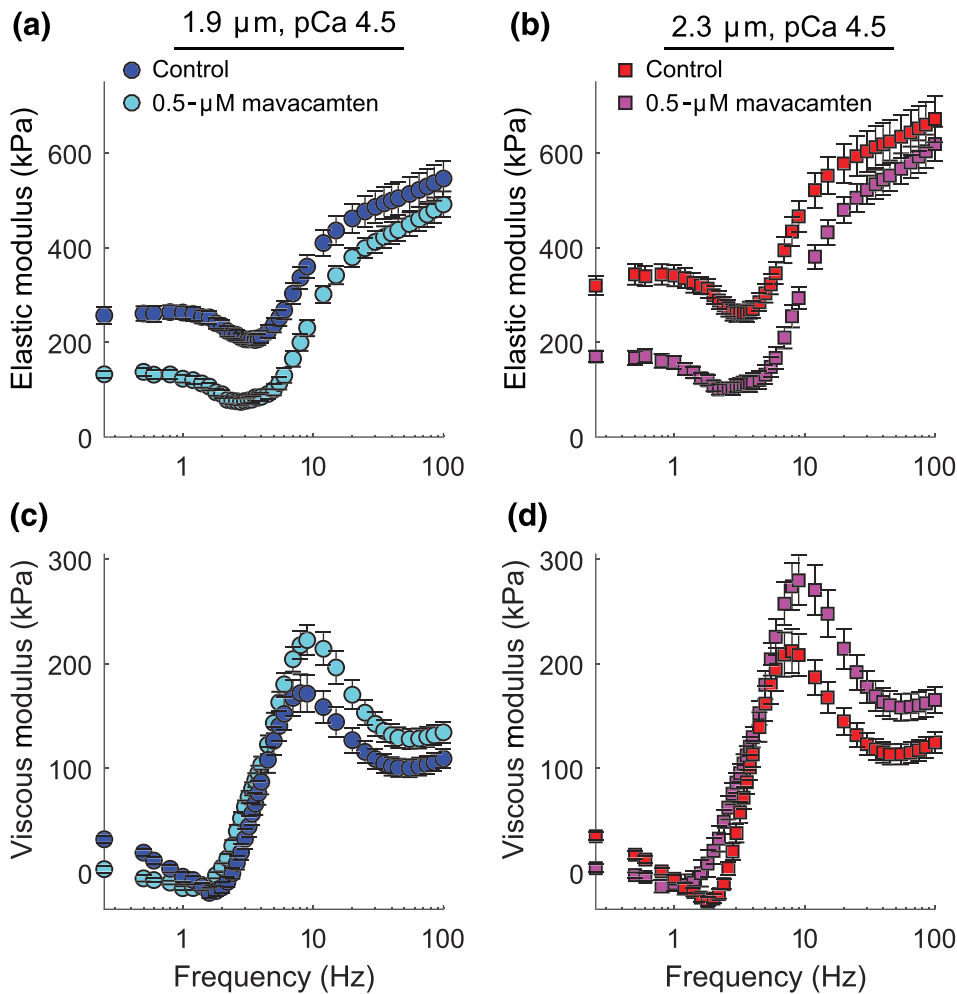 (a)
1.9 µm, pCa 4.5
Control
0.5-µM mavacamten
Elastic modulus (kPa)
600
400
200
0
1
10
100
(b)
2.3 µm, pCa 4.5
Control
0.5-µM mavacamten
Elastic modulus (kPa)
600
400
200
0
1
10
100
(c)
Viscous modulus (kPa)
300
200
100
0
1
10
100
Frequency (Hz)
(d)
Viscous modulus (kPa)
300
200
100
0
1
10
100
Frequency (Hz)